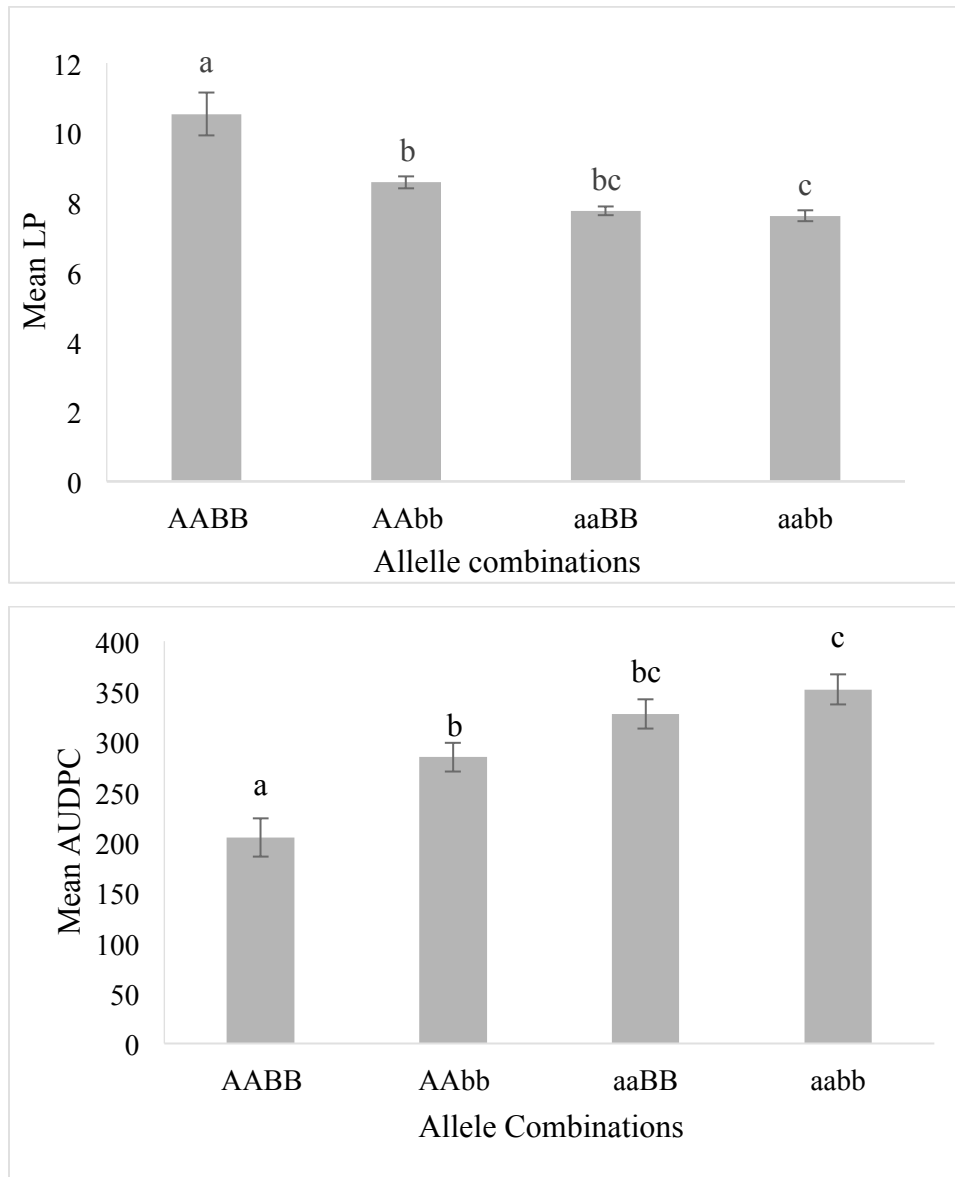 12
10
8
6
4
2
0
Mean LP
a
b
bc
c
AABB AAbb aaBB aabb
Allelle combinations
400
350
300
250
200
150
100
50
0
Mean AUDPC
a
b
bc
c
AABB AAbb aaBB aabb
Allele Combinations